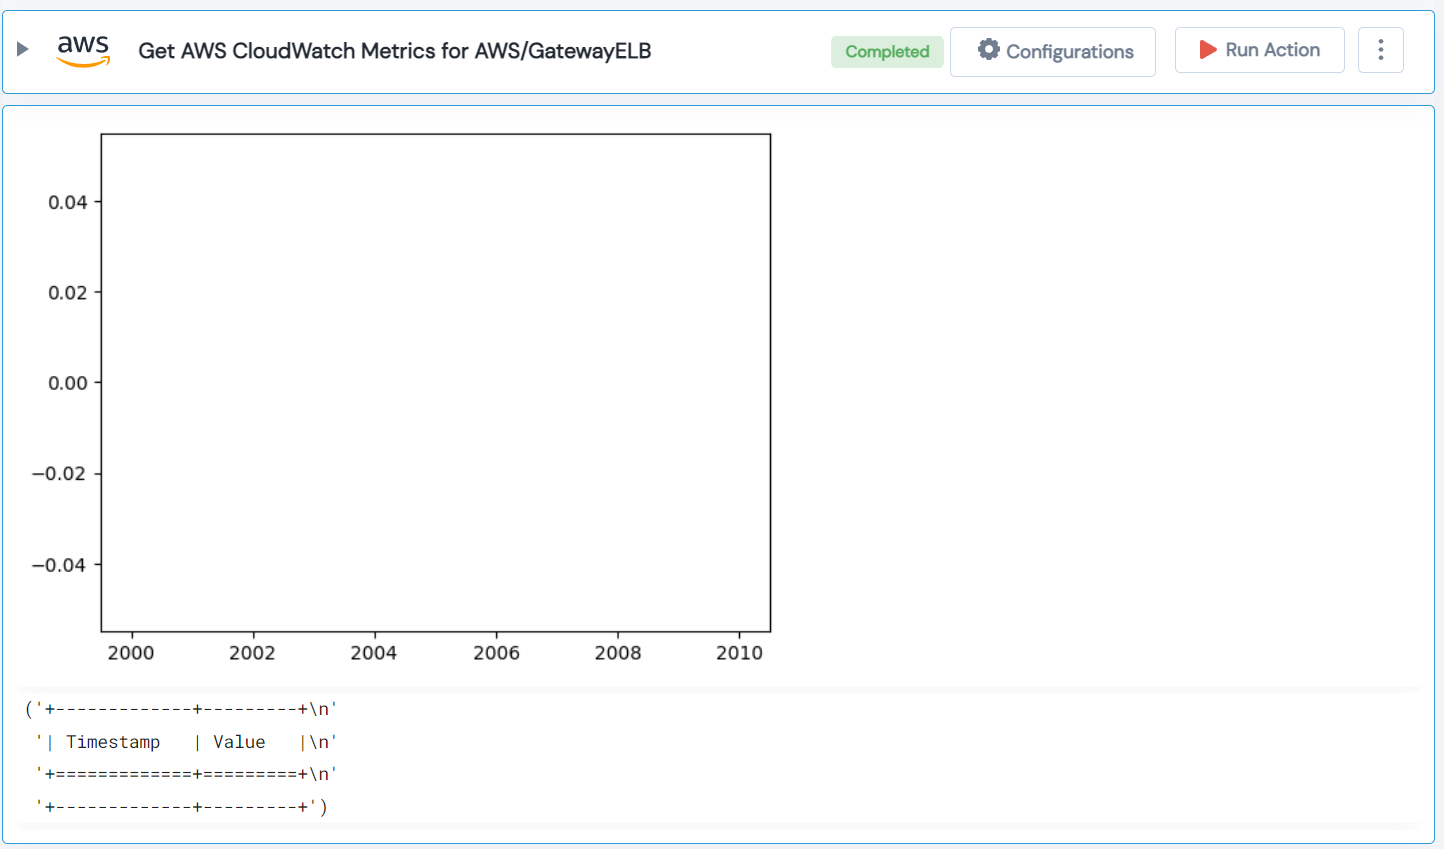 aws
Get AWS CloudWatch Metrics for AWS/GatewayELB
Completed
Configurations
Run Action
0.04
0.02
0.00
−0.02
−0.04
2000 2002 2004 2006 2008 2010
('+-------------+---------+\n'
'| Timestamp   | Value   |\n'
'+=============+=========+\n'
'+-------------+---------+')